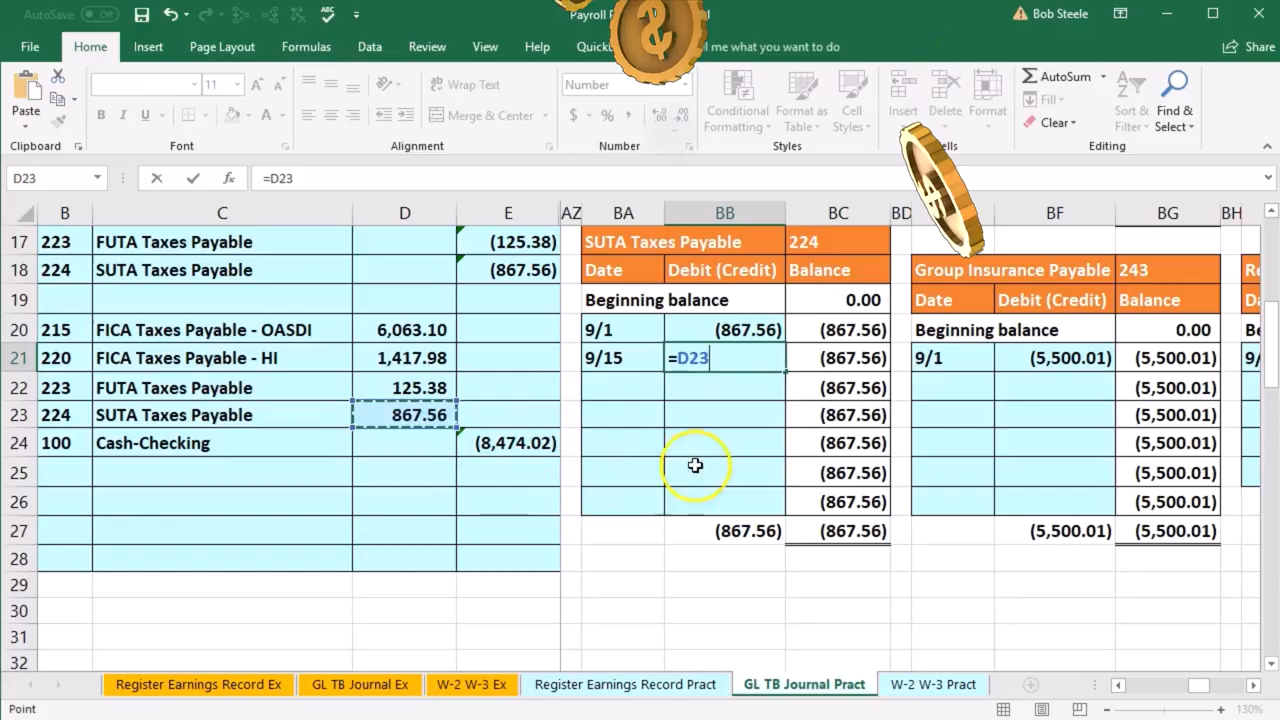 AutoSave Off ABC Payroll Bob Steele
File Home Insert Page Layout Formulas Data Review View Help me what you want to do Share
Paste 11 A A Wrap Text Number Conditional Formatting Format as Table Cell Styles Insert Delete Format AutoSum Fill Clear Sort & Filter Find & Select
B I U A Merge & Center $ % ,
Clipboard Font Alignment Number Styles Editing
D23 fx =D23
B C D E AZ BA BB BC BD BF BG BH
17 223 FUTA Taxes Payable (125.38) SUTA Taxes Payable 224
18 224 SUTA Taxes Payable (867.56) Date Debit (Credit) Balance Group Insurance Payable 243
19 Beginning balance 0.00 Date Debit (Credit) Balance
20 215 FICA Taxes Payable - OASDI 6,063.10 9/1 (867.56) (867.56) Beginning balance 0.00
21 220 FICA Taxes Payable - HI 1,417.98 9/15 =D23 (867.56) 9/1 (5,500.01) (5,500.01)
22 223 FUTA Taxes Payable 125.38 (867.56) (5,500.01)
23 224 SUTA Taxes Payable 867.56 (867.56) (5,500.01)
24 100 Cash-Checking (8,474.02) (867.56) (5,500.01)
25 (867.56) (5,500.01)
26 (867.56) (5,500.01)
27 (867.56) (867.56) (5,500.01) (5,500.01)
28
29
30
31
32
Register Earnings Record Ex GL TB Journal Ex W-2 W-3 Ex Register Earnings Record Pract GL TB Journal Pract W-2 W-3 Pract
Point 130%